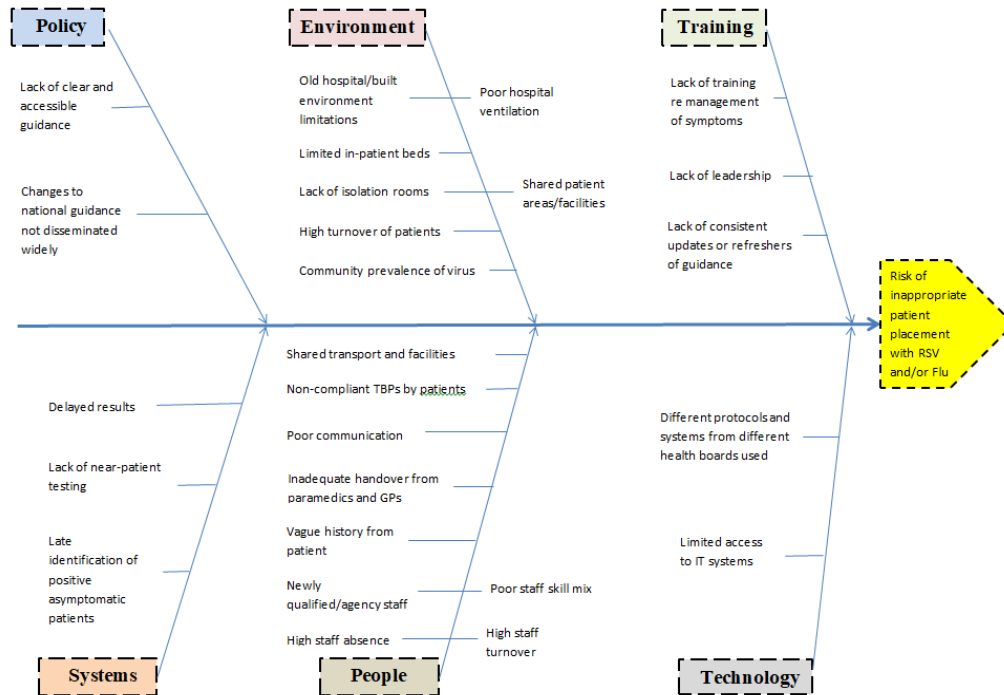 Policy
Environment
Training
Lack of clear and
accessible
guidance
Changes to
national guidance
not disseminated
widely
Old hospital/built
environment
limitations
Poor hospital
ventilation
Limited in-patient beds
Lack of isolation rooms
Shared patient
areas/facilities
High turnover of patients
Community prevalence of virus
Lack of training
re management
of symptoms
Lack of leadership
Lack of consistent
updates or refreshers
of guidance
Risk of
inappropriate
patient
placement
with RSV
and/or Flu
Delayed results
Lack of near-patient
testing
Late
identification of
positive
asymptomatic
patients
Shared transport and facilities
Non-compliant TBPs by patients
Poor communication
Inadequate handover from
paramedics and GPs
Vague history from
patient
Newly
qualified/agency staff
Poor staff skill mix
High staff absence
High staff
turnover
Different protocols and
systems from different
health boards used
Limited access
to IT systems
Systems
People
Technology